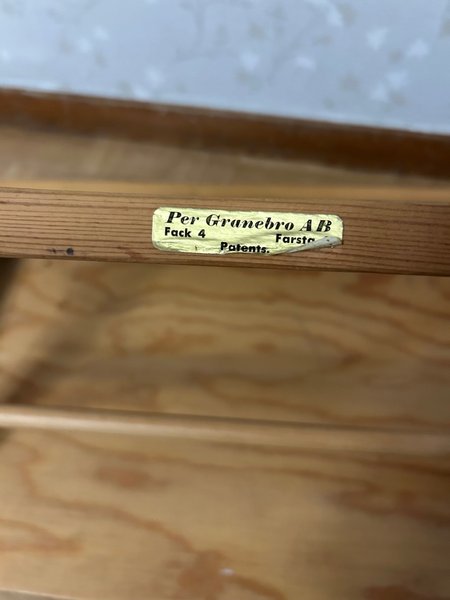 Per Granebro AB
Fack 4 Farsta
Patents.